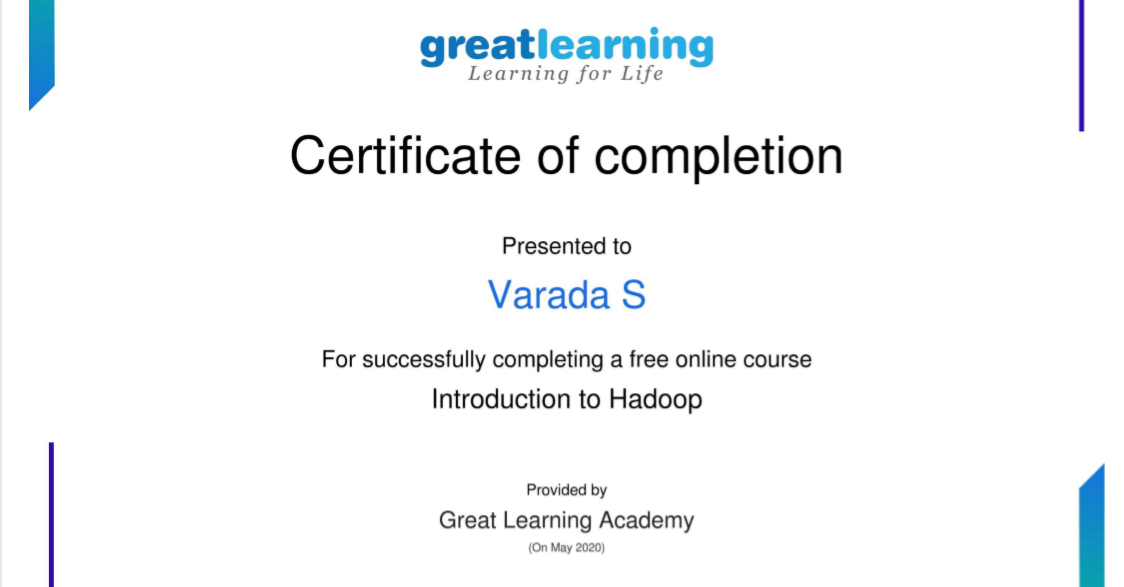 greatlearning
Learning for Life
Certificate of completion
Presented to
Varada S
For successfully completing a free online course
Introduction to Hadoop
Provided by
Great Learning Academy
(On May 2020)